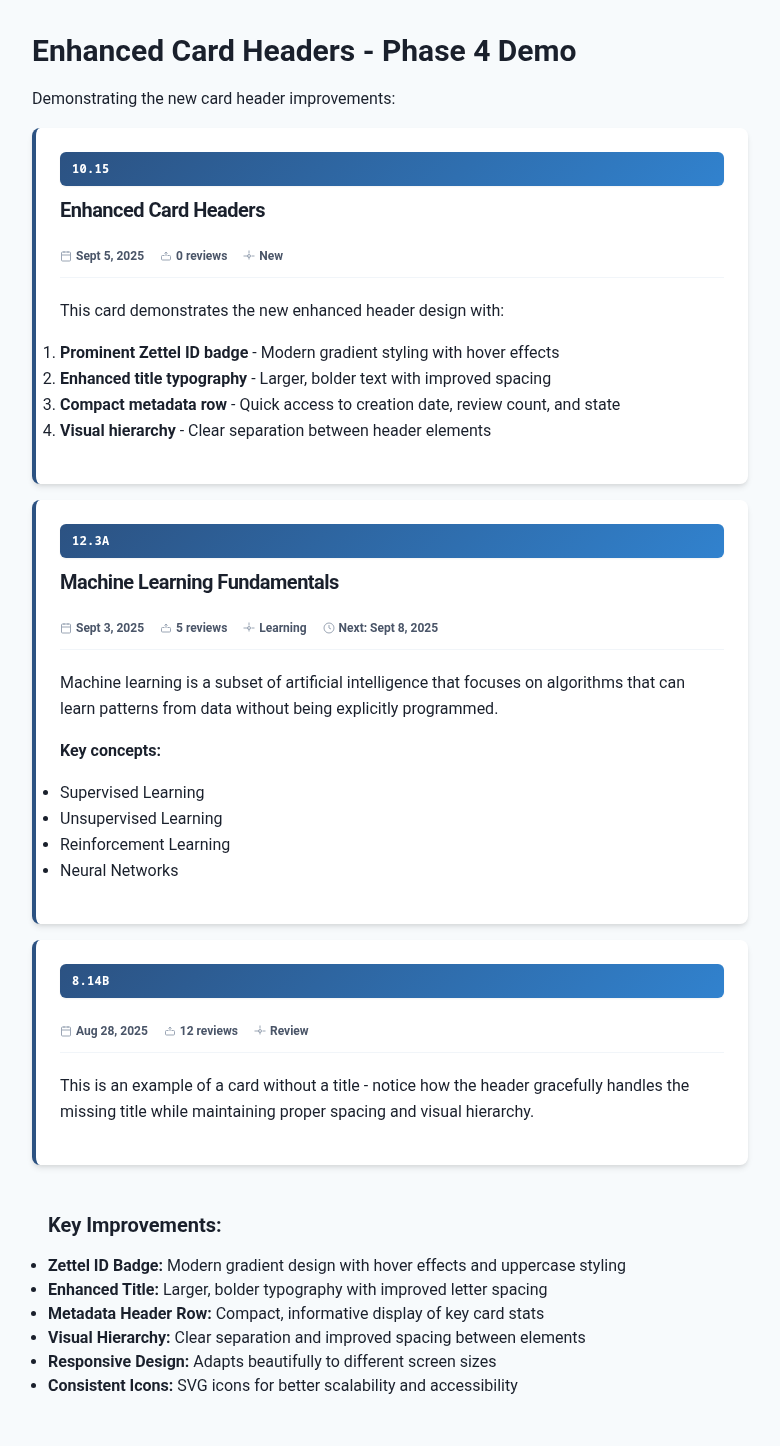 Enhanced Card Headers - Phase 4 Demo
Demonstrating the new card header improvements:
10.15
Enhanced Card Headers
Sept 5, 2025 0 reviews New
This card demonstrates the new enhanced header design with:
1. Prominent Zettel ID badge - Modern gradient styling with hover effects
2. Enhanced title typography - Larger, bolder text with improved spacing
3. Compact metadata row - Quick access to creation date, review count, and state
4. Visual hierarchy - Clear separation between header elements
12.3A
Machine Learning Fundamentals
Sept 3, 2025 5 reviews Learning Next: Sept 8, 2025
Machine learning is a subset of artificial intelligence that focuses on algorithms that can
learn patterns from data without being explicitly programmed.
Key concepts:
• Supervised Learning
• Unsupervised Learning
• Reinforcement Learning
• Neural Networks
8.14B
Aug 28, 2025 12 reviews Review
This is an example of a card without a title - notice how the header gracefully handles the
missing title while maintaining proper spacing and visual hierarchy.
Key Improvements:
• Zettel ID Badge: Modern gradient design with hover effects and uppercase styling
• Enhanced Title: Larger, bolder typography with improved letter spacing
• Metadata Header Row: Compact, informative display of key card stats
• Visual Hierarchy: Clear separation and improved spacing between elements
• Responsive Design: Adapts beautifully to different screen sizes
• Consistent Icons: SVG icons for better scalability and accessibility